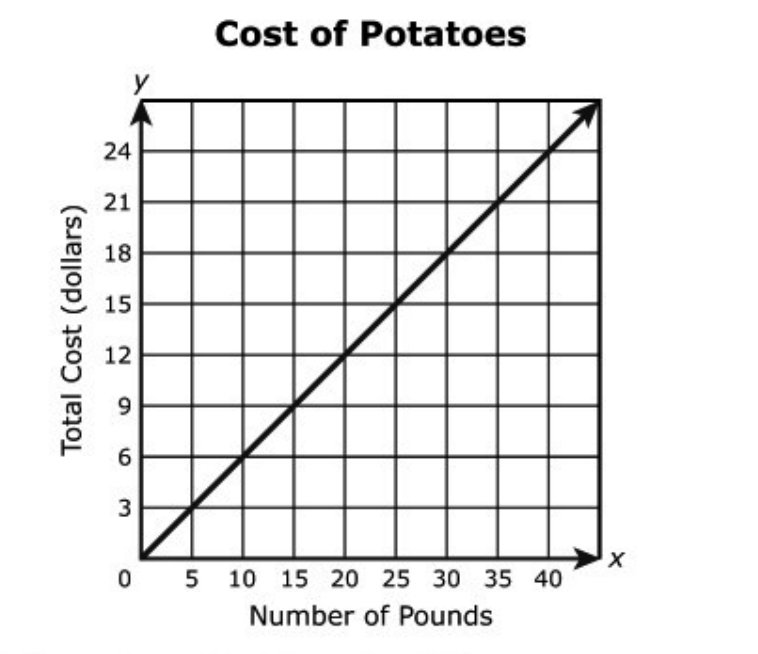 Cost of Potatoes
y
24
21
18
15
12
9
6
3
Total Cost (dollars)
0 5 10 15 20 25 30 35 40 x
Number of Pounds